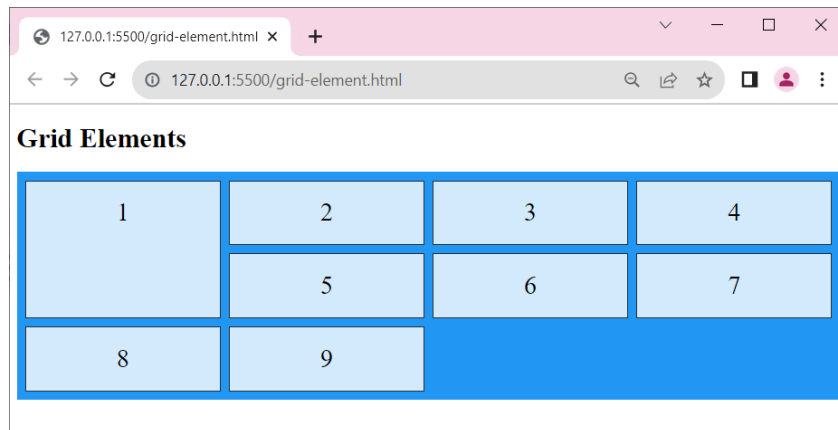 127.0.0.1:5500/grid-element.html
127.0.0.1:5500/grid-element.html
Grid Elements
1 2 3 4
5 6 7
8 9